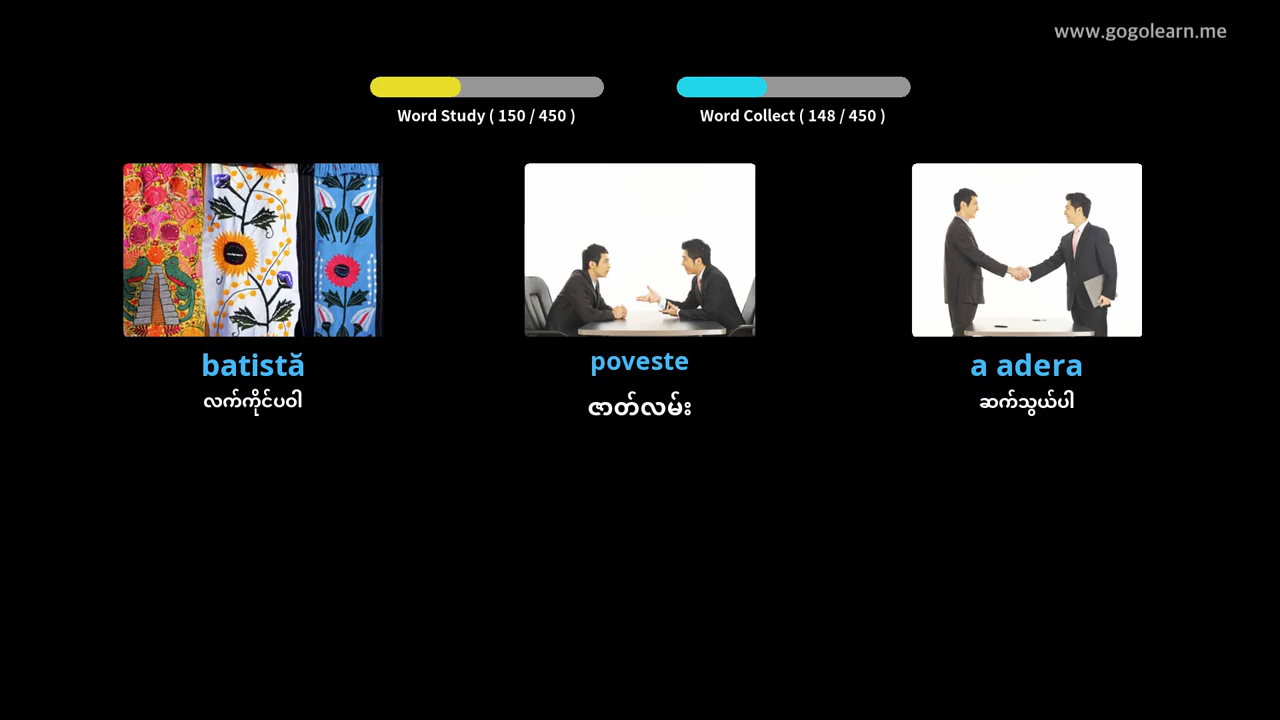 www.gogolearn.me
Word Study ( 150 / 450 )
Word Collect ( 148 / 450 )
batistă
လက်ကိုင်ပဝါ
poveste
ဇာတ်လမ်း
a adera
ဆက်သွယ်ပါ